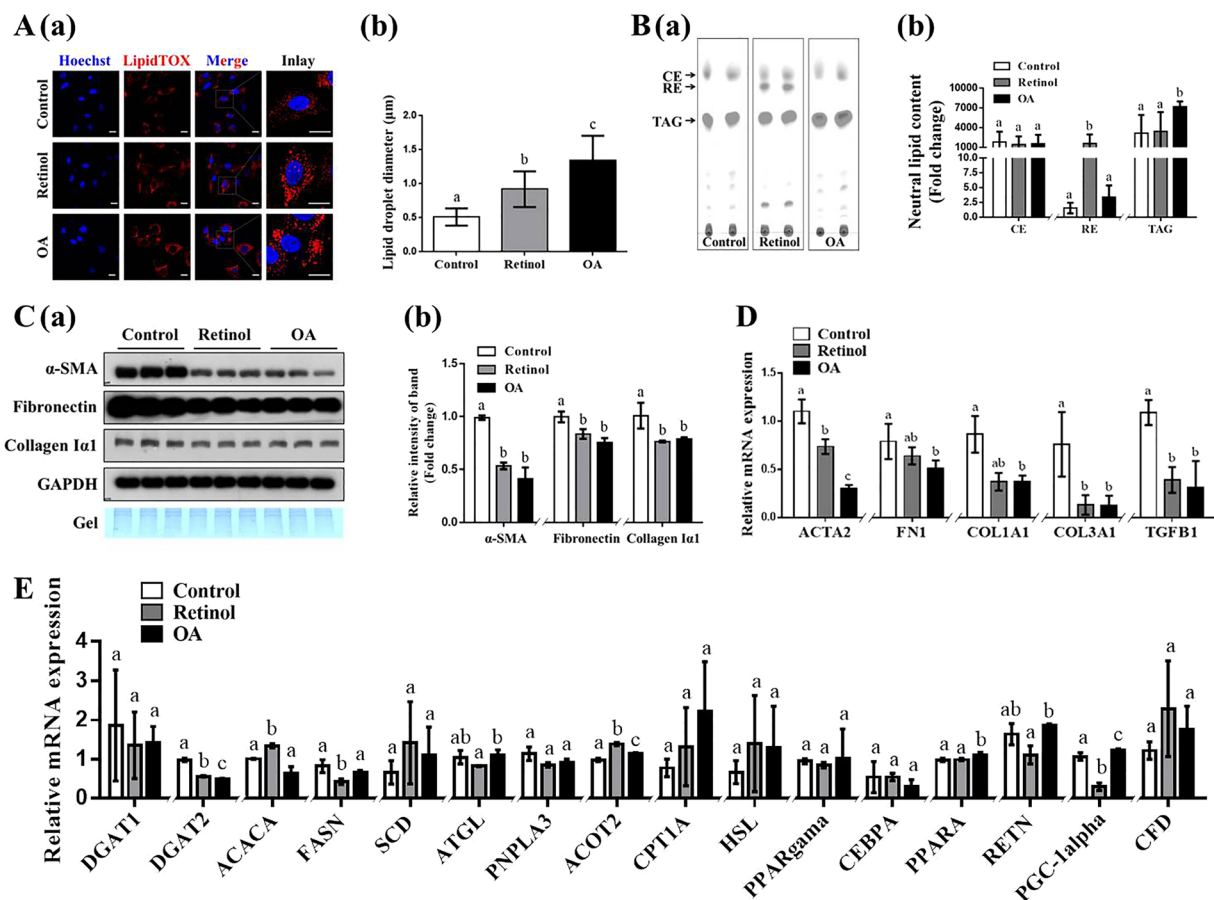 A (a)
Hoechst LipidTOX Merge Inlay
Control
Retinol
OA
(b)
Lipid droplet diameter (μm)
2.0
1.5
1.0
0.5
0.0
a b c
Control Retinol OA
B (a)
CE
RE
TAG
Control Retinol OA
(b)
Control
Retinol
OA
Neutral lipid content
(Fold change)
10000
7000
4000
1000
10.0
7.5
5.0
2.5
0.0
a a a a b a a a b
CE RE TAG
C (a)
Control Retinol OA
α-SMA
Fibronectin
Collagen Iα1
GAPDH
Gel
(b)
Control
Retinol
OA
Relative intensity of band
(Fold change)
1.5
1.0
0.5
0.0
a b b a b b a b b
α-SMA Fibronectin Collagen Iα1
D
Control
Retinol
OA
Relative mRNA expression
1.5
1.0
0.5
0.0
a b c a ab b a ab b a b b a b b
ACTA2 FN1 COL1A1 COL3A1 TGFB1
E
Control
Retinol
OA
Relative mRNA expression
4
3
2
1
0
a a a a b c a b a a b a a a a ab a a a a a a b c a a a a a a a a a a a a a a b ab a b a b c a a a
DGAT1 DGAT2 ACACA FASN SCD ATGL PNPLA3 ACOT2 CPT1A HSL PPARgama CEBPA PPARA RETN PGC-1alpha CFD